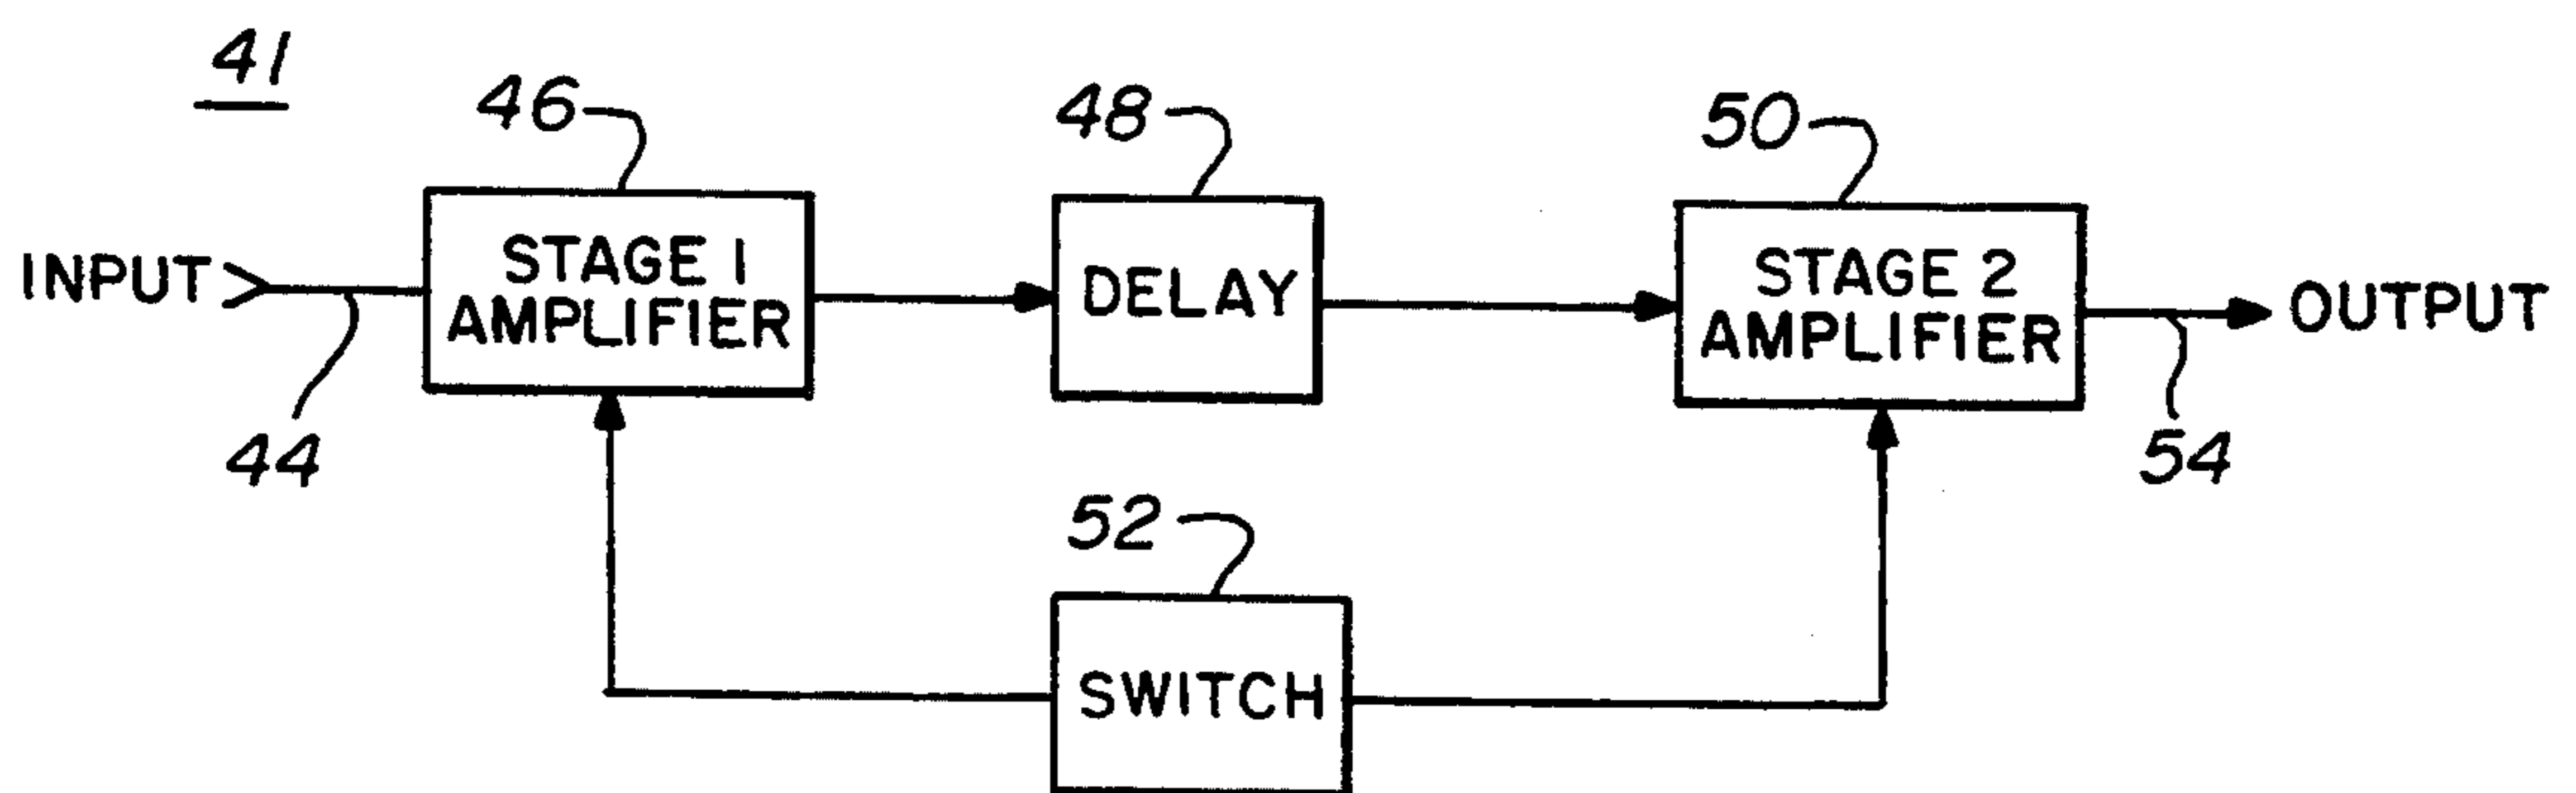 41
46
48
50
INPUT
STAGE 1
AMPLIFIER
DELAY
STAGE 2
AMPLIFIER
OUTPUT
44
54
52
SWITCH